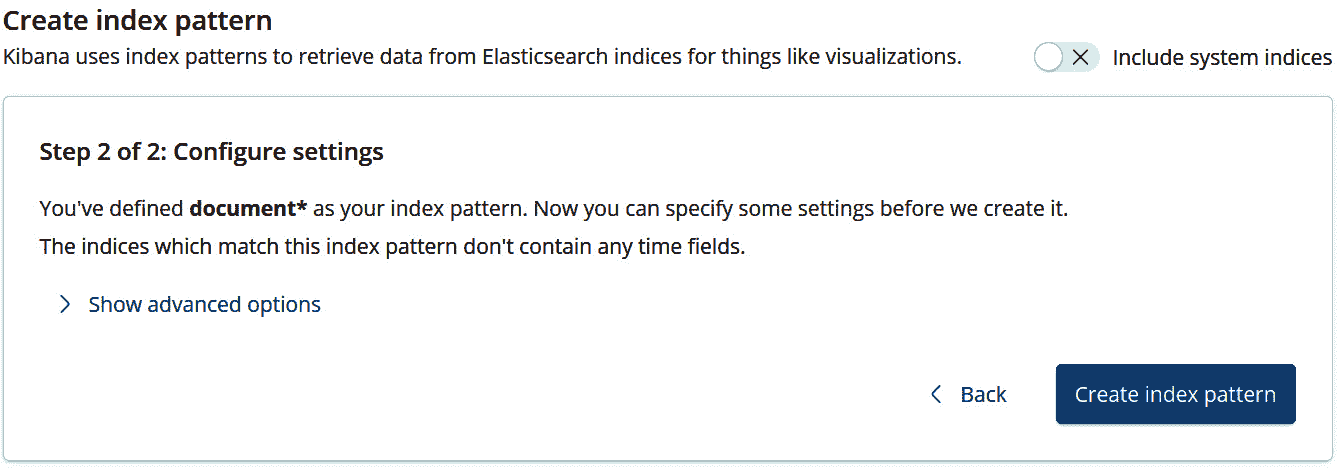 Create index pattern
Kibana uses index patterns to retrieve data from Elasticsearch indices for things like visualizations.
Include system indices
Step 2 of 2: Configure settings
You've defined document* as your index pattern. Now you can specify some settings before we create it.
The indices which match this index pattern don't contain any time fields.
Show advanced options
Back
Create index pattern